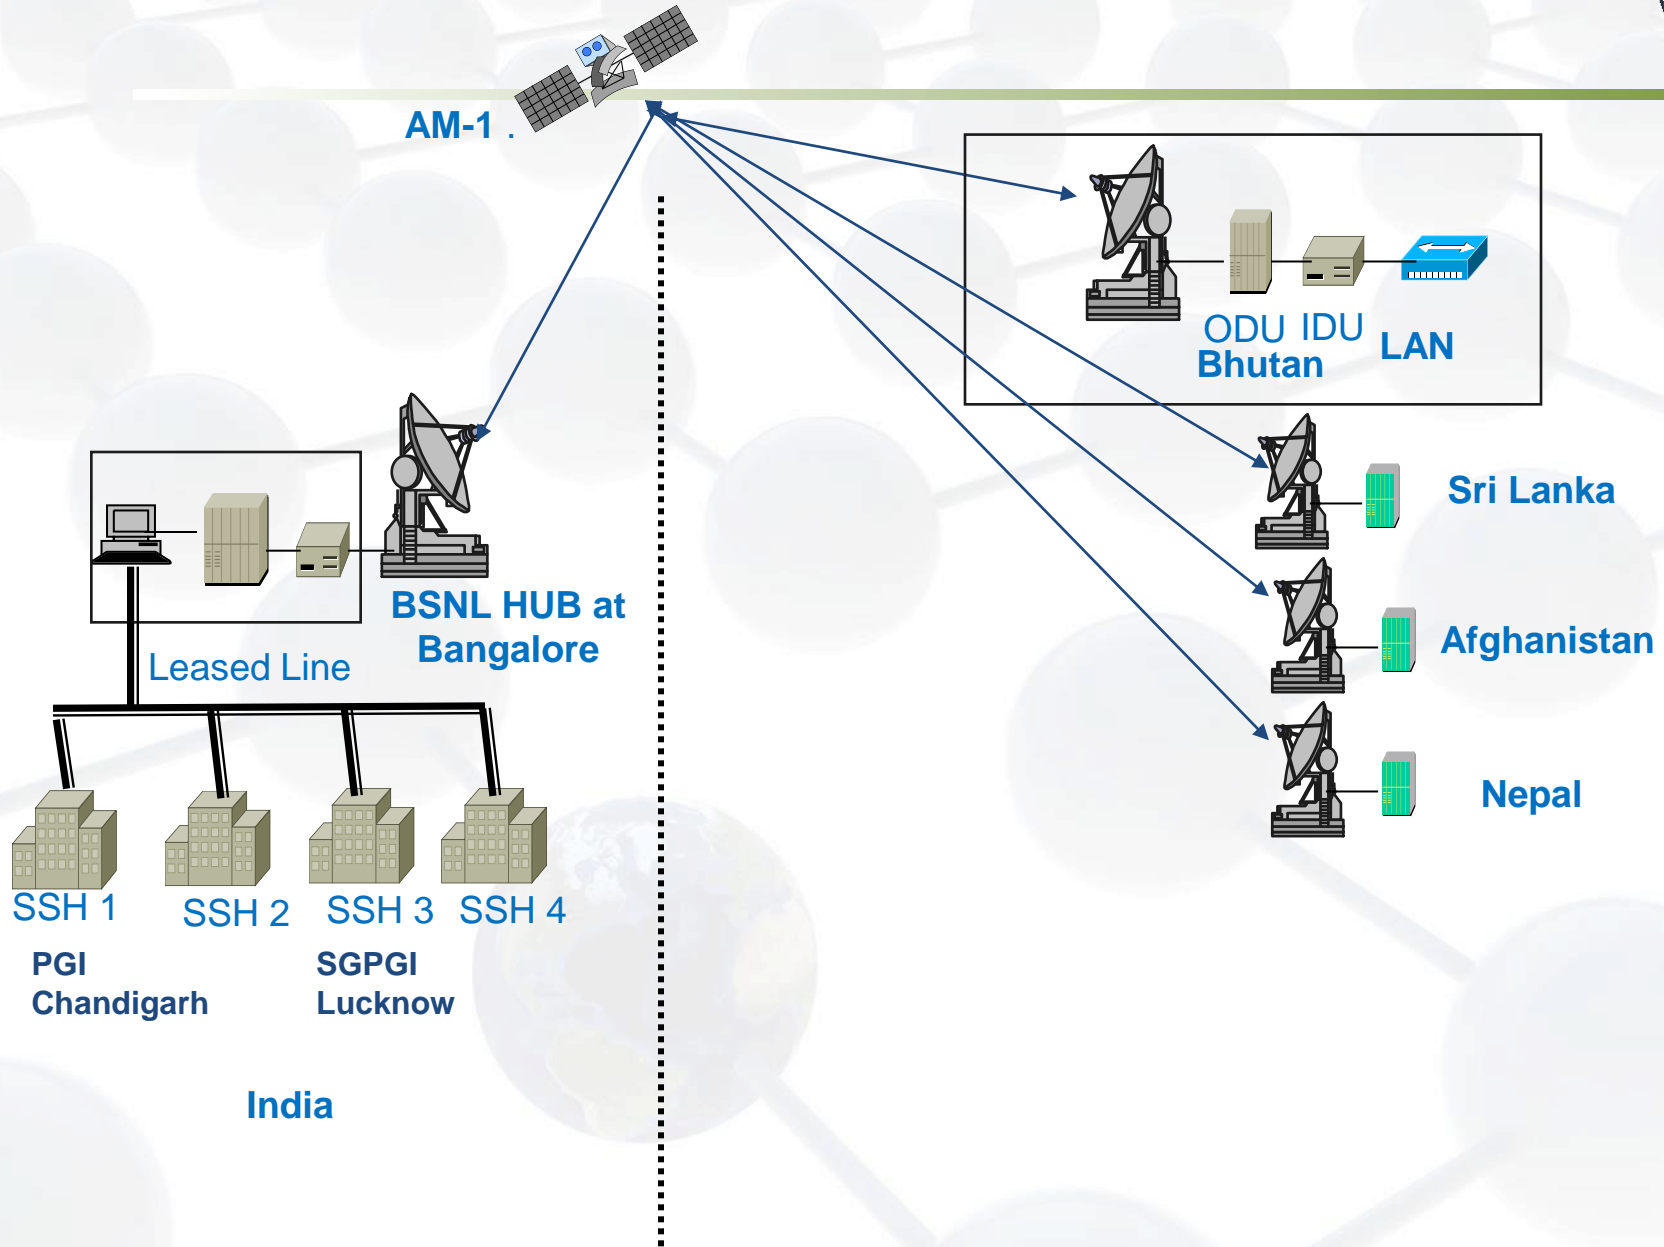 AM-1 .
ODU IDU
Bhutan
LAN
Sri Lanka
Afghanistan
Nepal
BSNL HUB at
Bangalore
Leased Line
SSH 1
SSH 2
SSH 3
SSH 4
PGI
Chandigarh
SGPGI
Lucknow
India